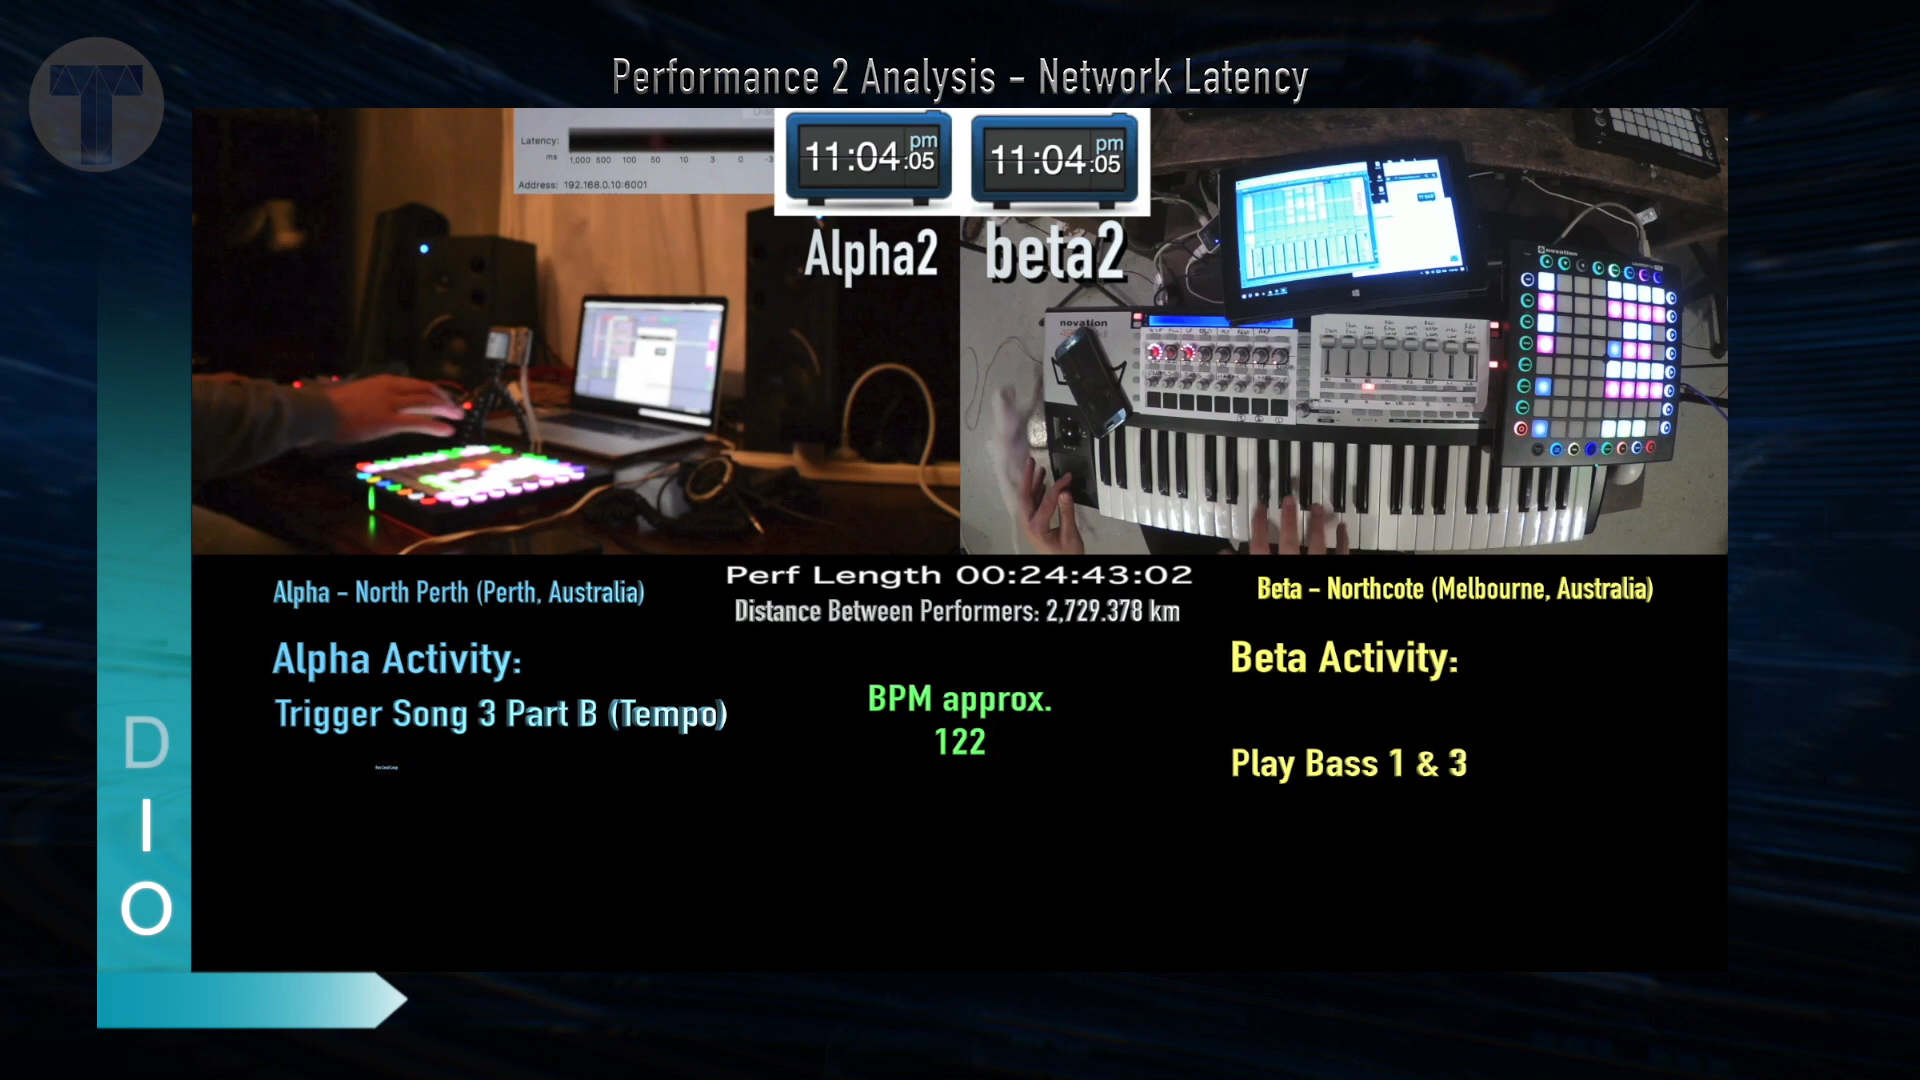 Performance 2 Analysis - Network Latency
T
Latency:
ms 1,000 600 100 50 10 3 0 -3
Address: 192.168.0.10:6001
11:04:05 pm
11:04:05 pm
Alpha2
beta2
novation
novation
Alpha - North Perth (Perth, Australia)
Perf Length 00:24:43:02
Distance Between Performers: 2,729.378 km
Beta - Northcote (Melbourne, Australia)
Alpha Activity:
Trigger Song 3 Part B (Tempo)
BPM approx.
122
Beta Activity:
Play Bass 1 & 3
D
I
O